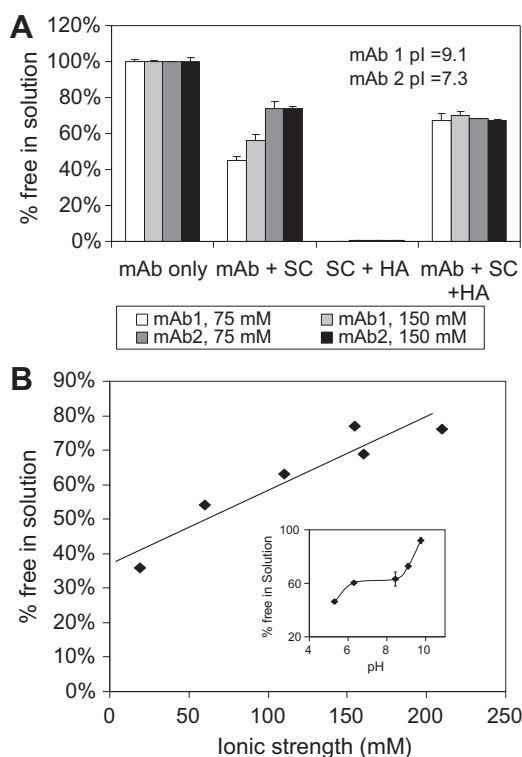 A
120%
100%
80%
60%
40%
20%
0%
% free in solution
mAb 1 pI =9.1
mAb 2 pI =7.3
mAb only
mAb + SC
SC + HA
mAb + SC
+HA
mAb1, 75 mM
mAb1, 150 mM
mAb2, 75 mM
mAb2, 150 mM
B
90%
80%
70%
60%
50%
40%
30%
20%
10%
0%
% free in solution
100
60
20
% free in Solution
4
6
8
10
pH
0
50
100
150
200
250
Ionic strength (mM)